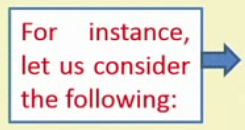 For instance,
let us consider
the following: